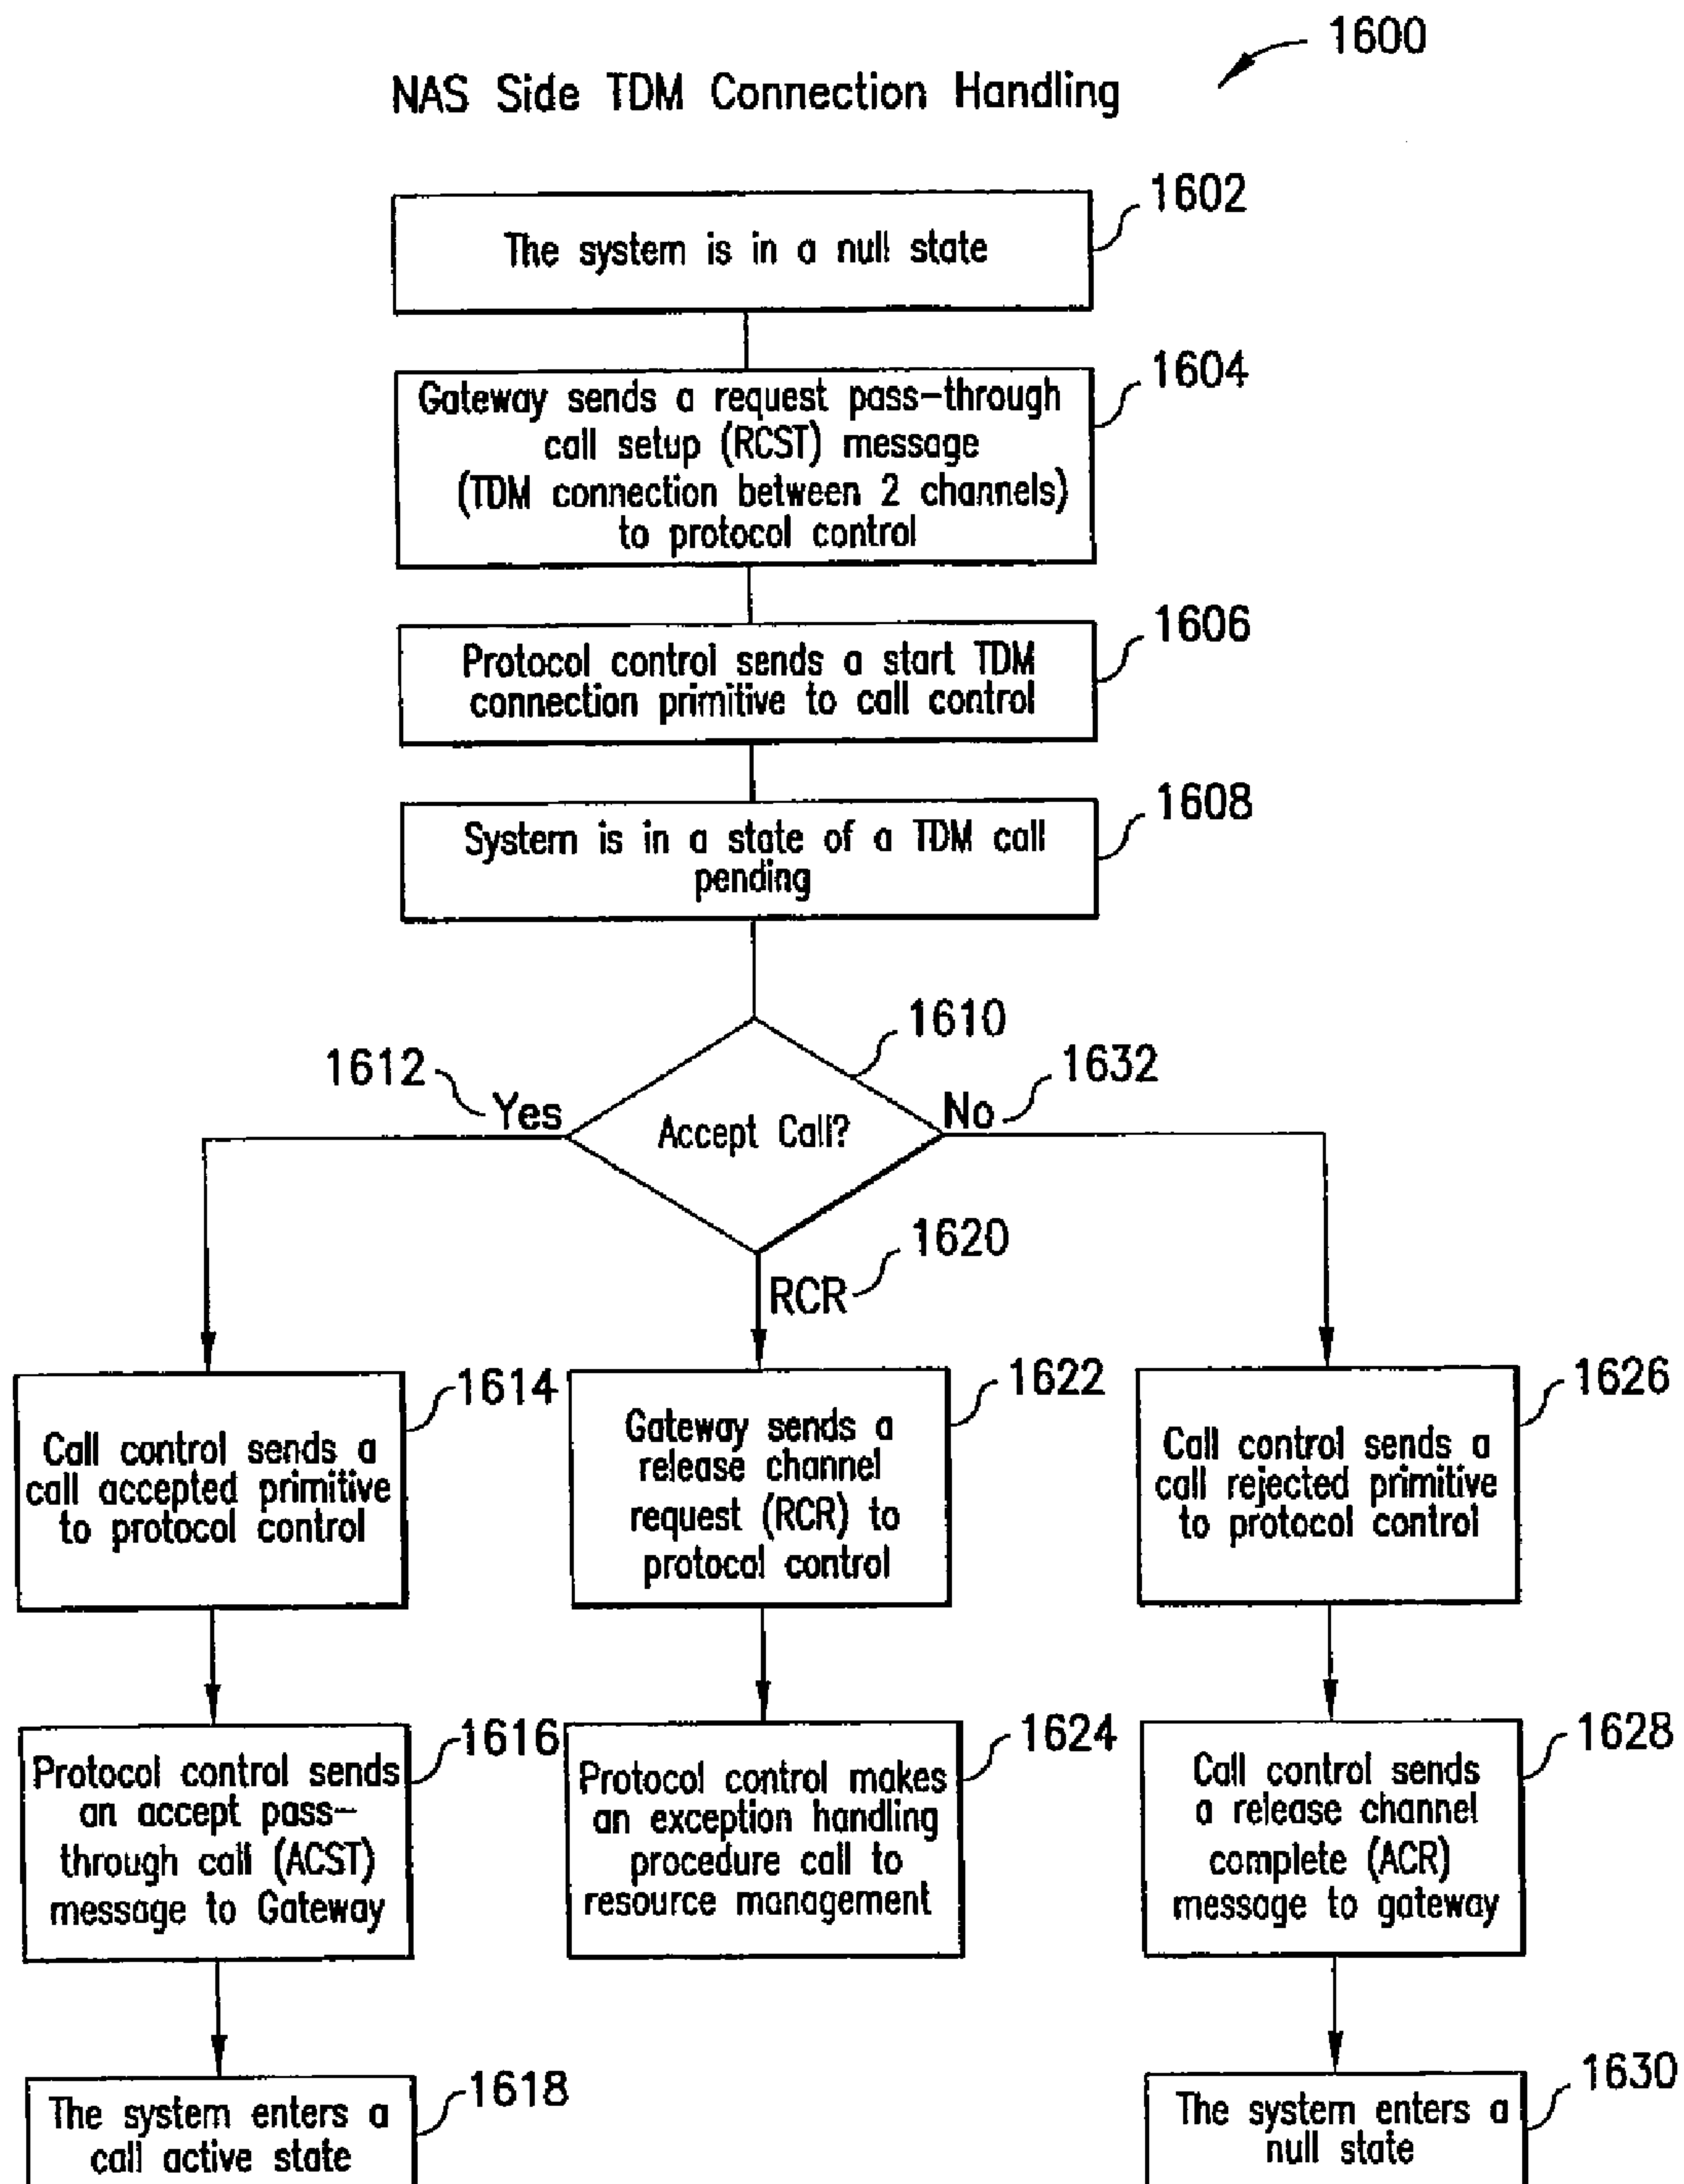 1600
NAS Side TDM Connection Handling
1602
The system is in a null state
1604
Gateway sends a request pass-through
call setup (RCST) message
(TDM connection between 2 channels)
to protocol control
1606
Protocol control sends a start TDM
connection primitive to call control
1608
System is in a state of a TDM call
pending
1610
1612
Yes
Accept Call?
No
1632
1620
RCR
1614
Call control sends a
call accepted primitive
to protocol control
1622
Gateway sends a
release channel
request (RCR) to
protocol control
1626
Call control sends a
call rejected primitive
to protocol control
1616
Protocol control sends
an accept pass-
through call (ACST)
message to Gateway
1624
Protocol control makes
an exception handling
procedure call to
resource management
1628
Call control sends
a release channel
complete (ACR)
message to gateway
1618
The system enters a
call active state
1630
The system enters a
null state